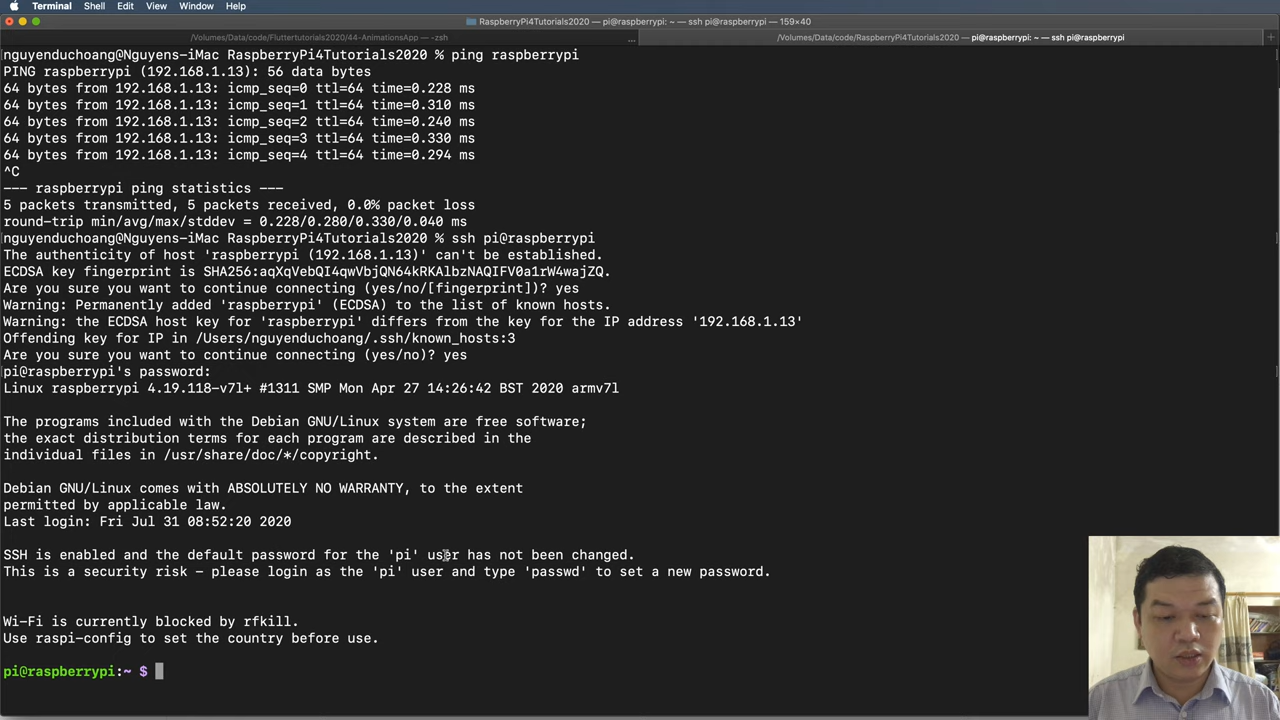 Terminal Shell Edit View Window Help
RaspberryPi4Tutorials2020 — pi@raspberrypi: ~ — ssh pi@raspberrypi — 159×40
/Volumes/Data/code/Fluttertutorials2020/44-AnimationsApp — -zsh ... /Volumes/Data/code/RaspberryPi4Tutorials2020 — pi@raspberrypi: ~ — ssh pi@raspberrypi +
nguyenduchoang@Nguyens-iMac RaspberryPi4Tutorials2020 % ping raspberrypi
PING raspberrypi (192.168.1.13): 56 data bytes
64 bytes from 192.168.1.13: icmp_seq=0 ttl=64 time=0.228 ms
64 bytes from 192.168.1.13: icmp_seq=1 ttl=64 time=0.310 ms
64 bytes from 192.168.1.13: icmp_seq=2 ttl=64 time=0.240 ms
64 bytes from 192.168.1.13: icmp_seq=3 ttl=64 time=0.330 ms
64 bytes from 192.168.1.13: icmp_seq=4 ttl=64 time=0.294 ms
^C
--- raspberrypi ping statistics ---
5 packets transmitted, 5 packets received, 0.0% packet loss
round-trip min/avg/max/stddev = 0.228/0.280/0.330/0.040 ms
nguyenduchoang@Nguyens-iMac RaspberryPi4Tutorials2020 % ssh pi@raspberrypi
The authenticity of host 'raspberrypi (192.168.1.13)' can't be established.
ECDSA key fingerprint is SHA256:aqXqVebQI4qwVbjQN64kRKAlbzNAQIFV0a1rW4wajZQ.
Are you sure you want to continue connecting (yes/no/[fingerprint])? yes
Warning: Permanently added 'raspberrypi' (ECDSA) to the list of known hosts.
Warning: the ECDSA host key for 'raspberrypi' differs from the key for the IP address '192.168.1.13'
Offending key for IP in /Users/nguyenduchoang/.ssh/known_hosts:3
Are you sure you want to continue connecting (yes/no)? yes
pi@raspberrypi's password:
Linux raspberrypi 4.19.118-v7l+ #1311 SMP Mon Apr 27 14:26:42 BST 2020 armv7l
The programs included with the Debian GNU/Linux system are free software;
the exact distribution terms for each program are described in the
individual files in /usr/share/doc/*/copyright.
Debian GNU/Linux comes with ABSOLUTELY NO WARRANTY, to the extent
permitted by applicable law.
Last login: Fri Jul 31 08:52:20 2020
SSH is enabled and the default password for the 'pi' user has not been changed.
This is a security risk - please login as the 'pi' user and type 'passwd' to set a new password.
Wi-Fi is currently blocked by rfkill.
Use raspi-config to set the country before use.
pi@raspberrypi:~ $